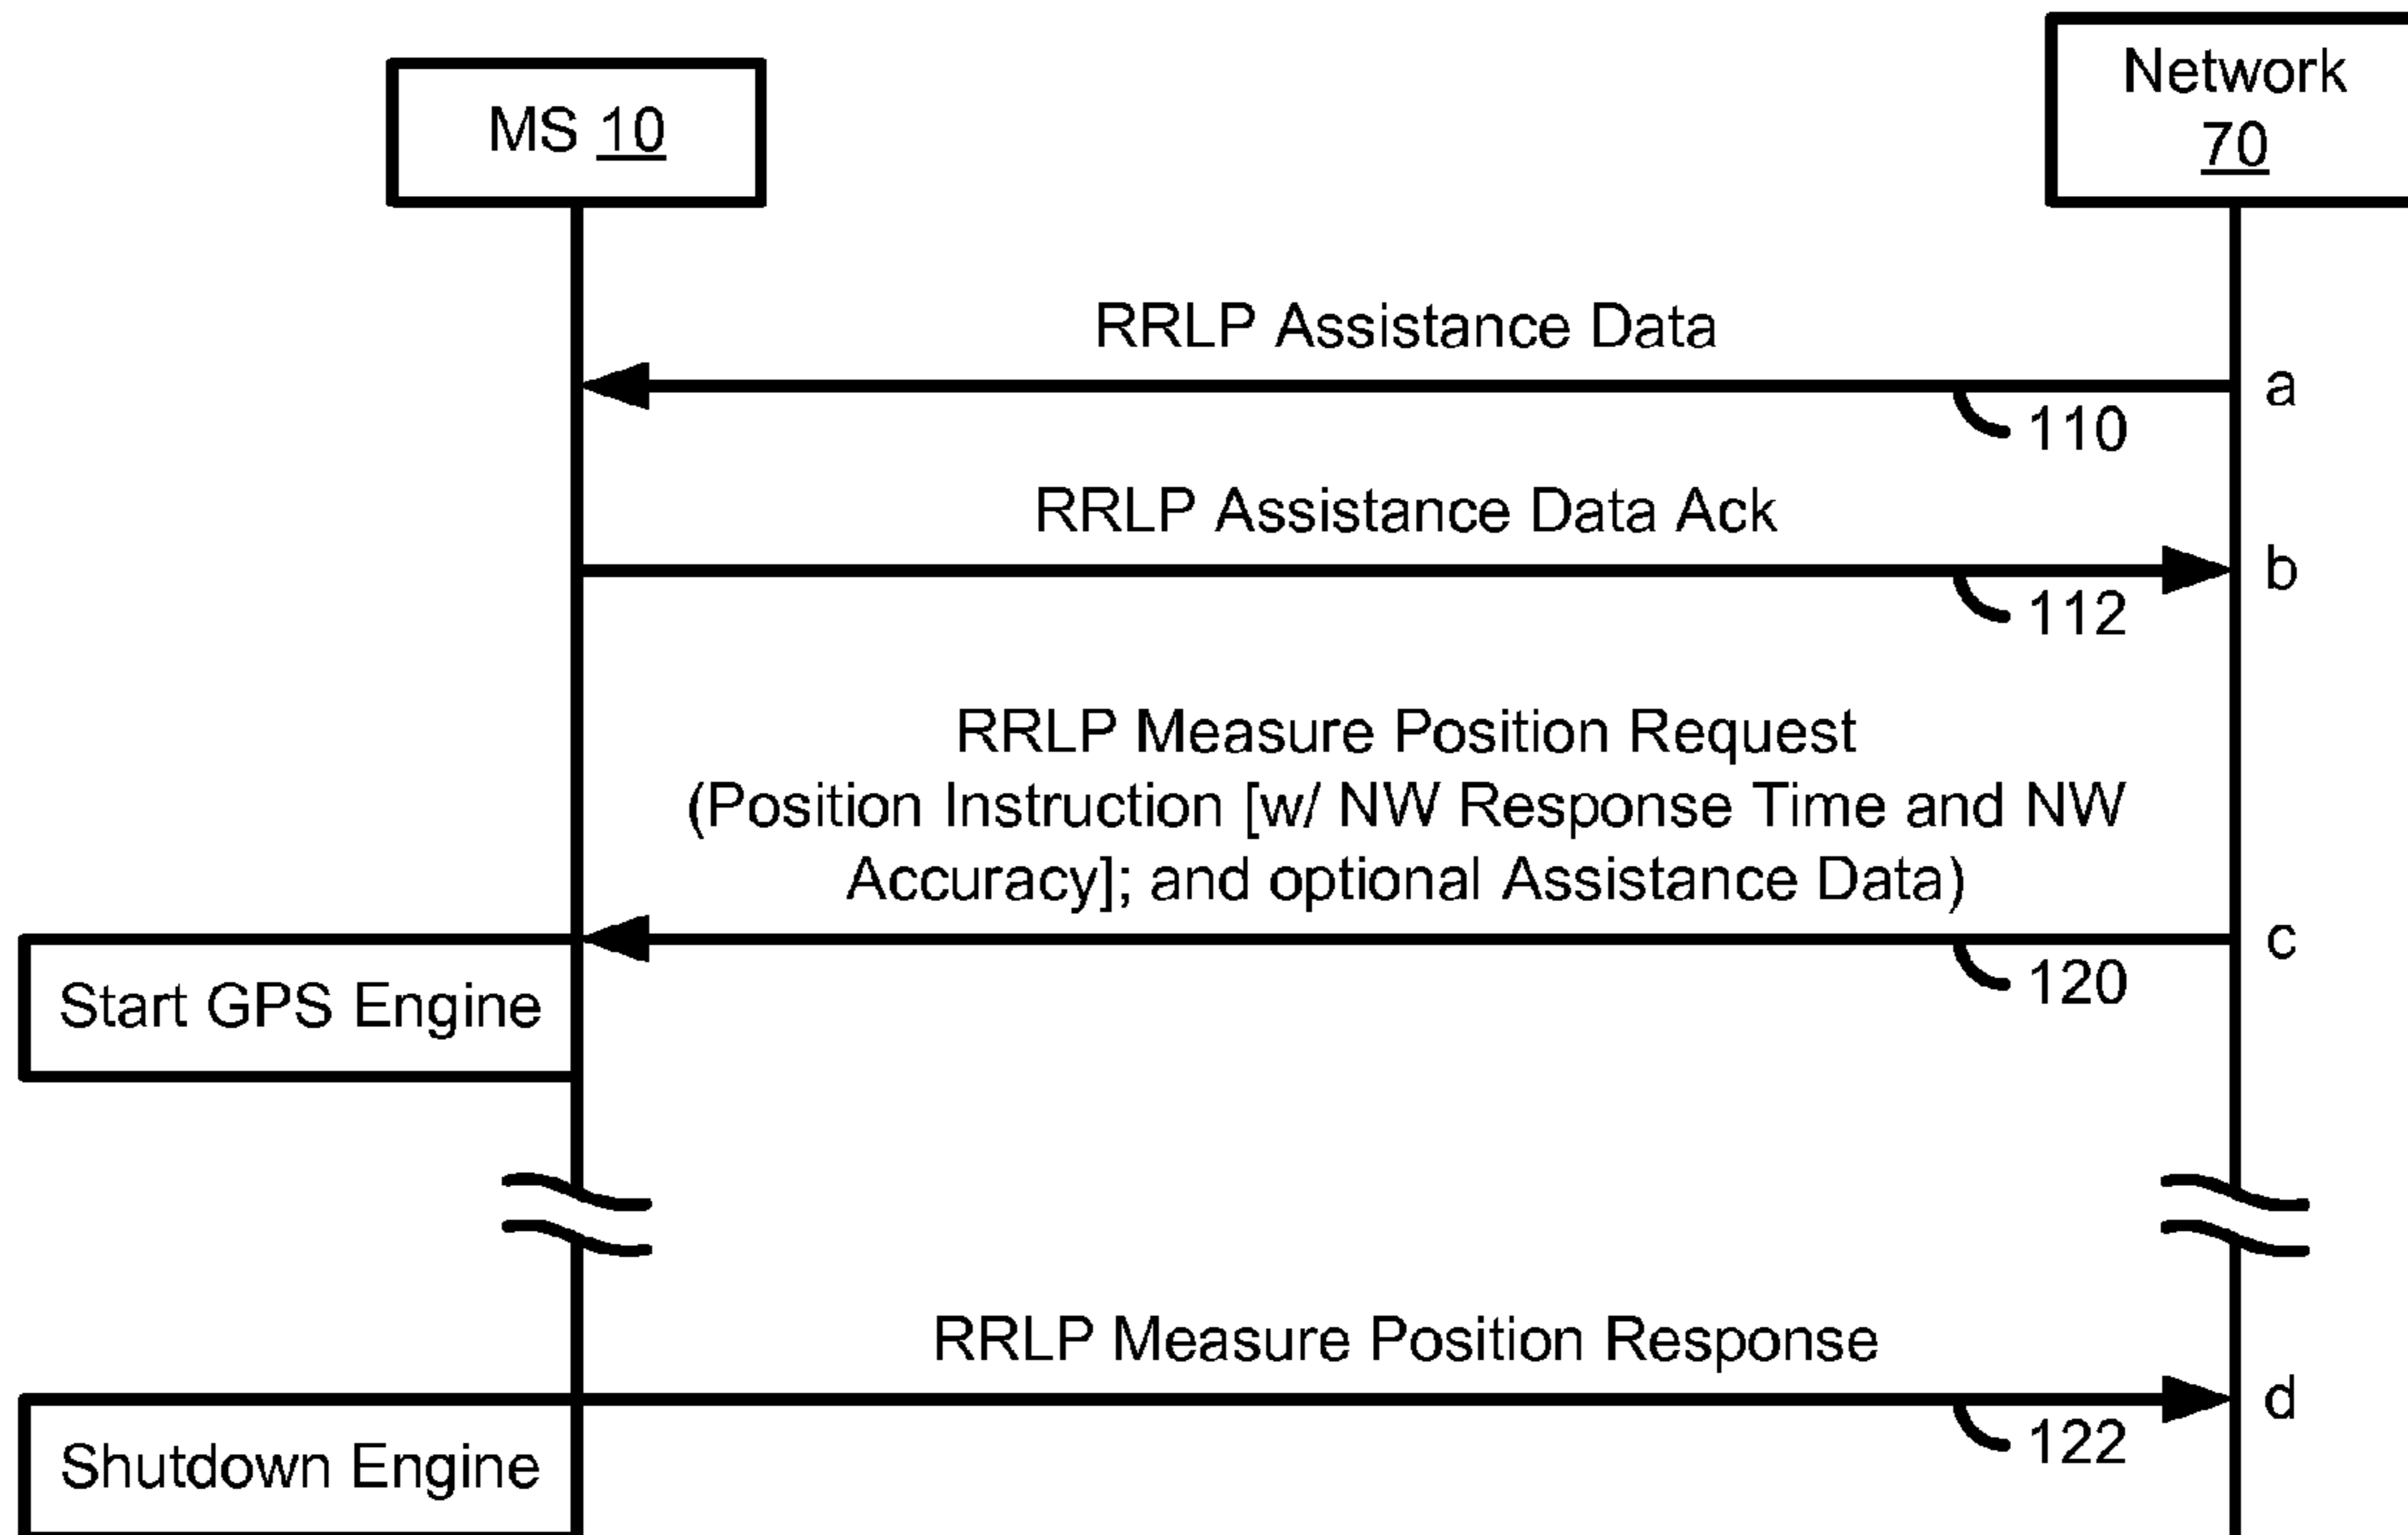 MS 10
Network
70
RRLP Assistance Data
a
110
RRLP Assistance Data Ack
b
112
RRLP Measure Position Request
(Position Instruction [w/ NW Response Time and NW
Accuracy]; and optional Assistance Data)
c
120
Start GPS Engine
RRLP Measure Position Response
d
122
Shutdown Engine